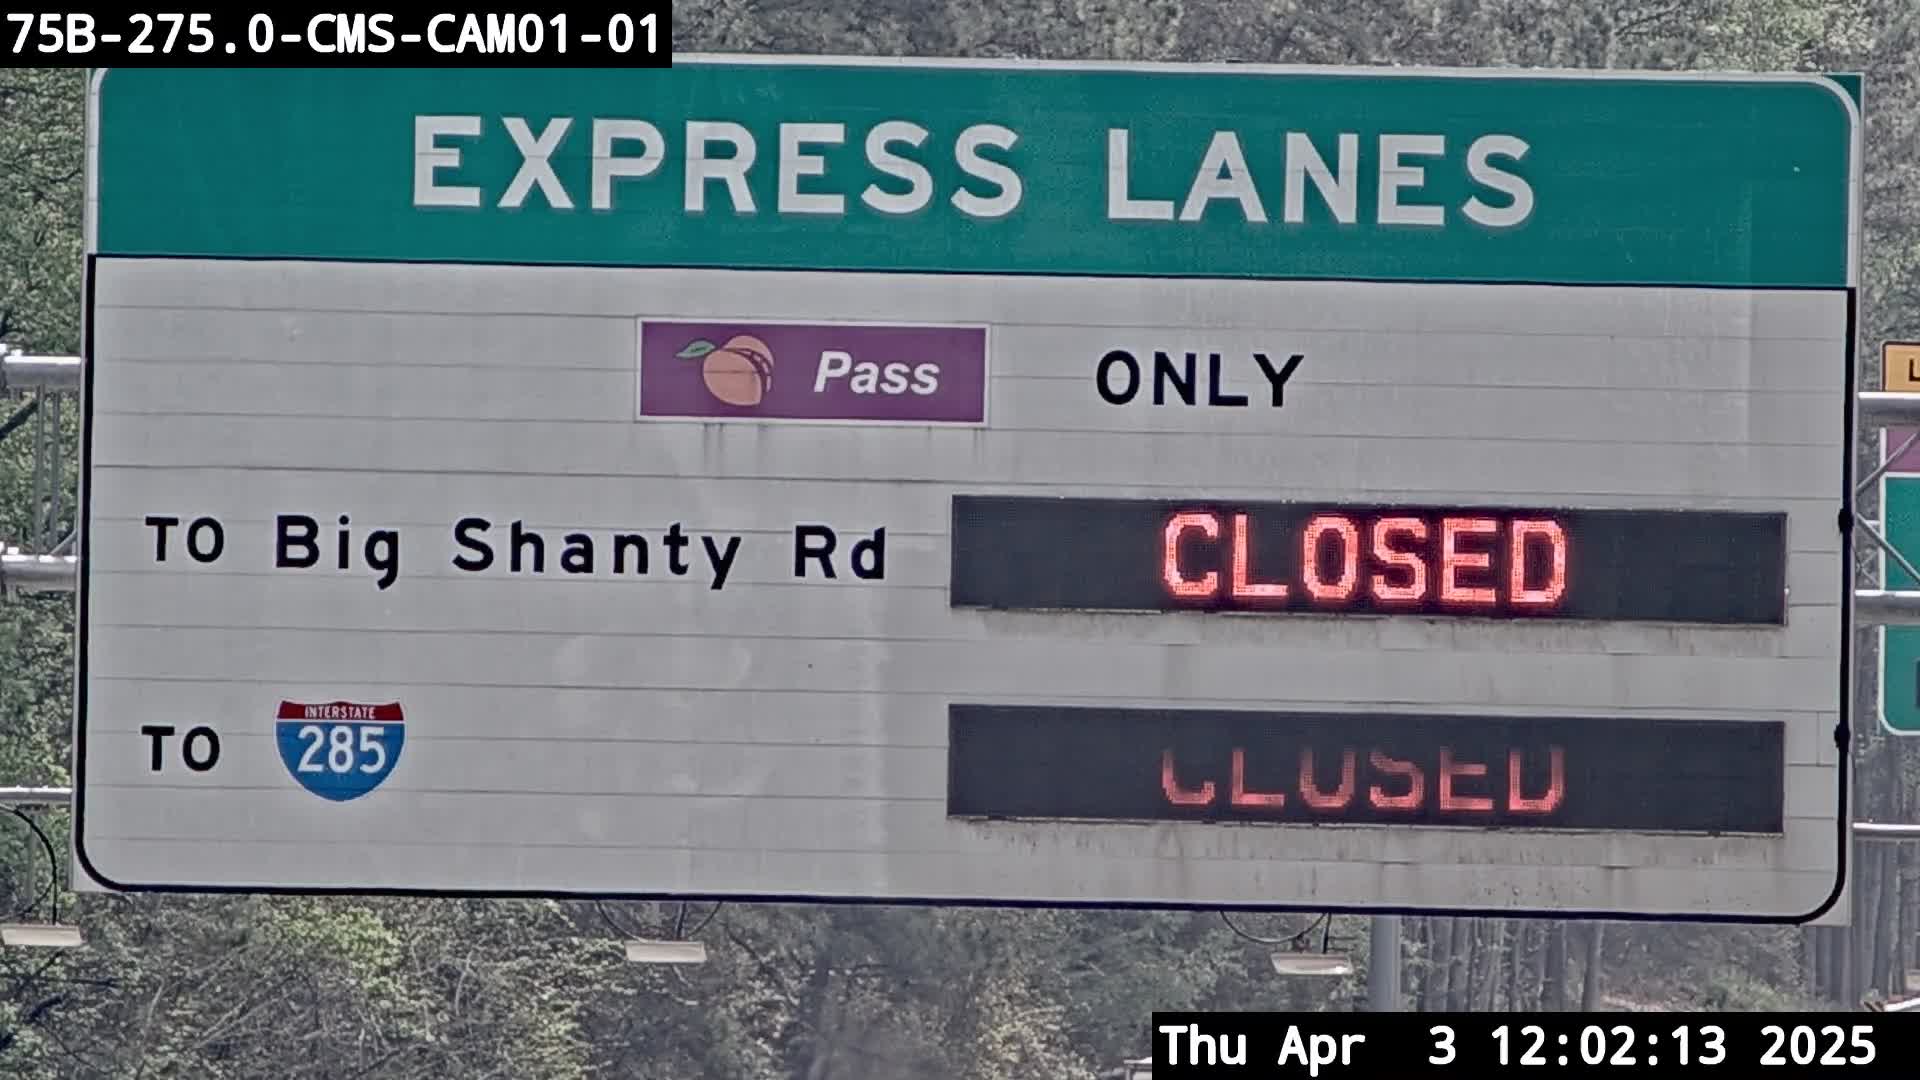 75B-275.0-CMS-CAM01-01
EXPRESS LANES
Pass ONLY
TO Big Shanty Rd CLOSED
TO INTERSTATE 285 CLOSED
Thu Apr 3 12:02:13 2025